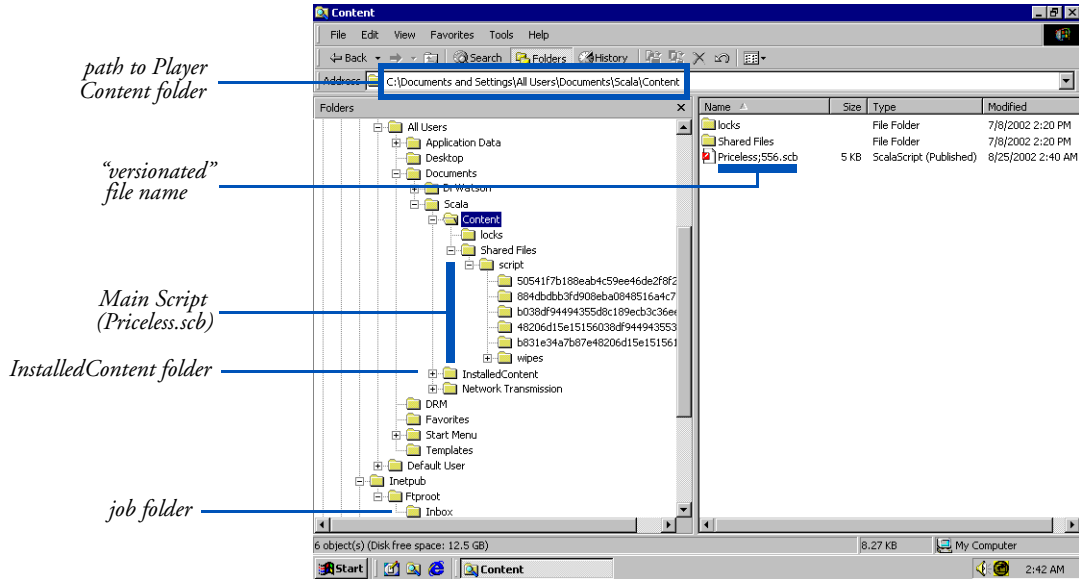 Content
File Edit View Favorites Tools Help
Back Search Folders History
Address C:\Documents and Settings\All Users\Documents\Scala\Content
path to Player
Content folder
"versionated"
file name
Main Script
(Priceless.scb)
InstalledContent folder
job folder
Folders
All Users
Application Data
Desktop
Documents
DrWatson
Scala
Content
locks
Shared Files
script
50541f7b188eab4c59ee46de2f8f2
884dbdbb3fd908eba0848516a4c7
b038df94494355d8c189ecb3c36ee
48206d15e15156038df944943553
b831e34a7b87e48206d15e151561
wipes
InstalledContent
Network Transmission
DRM
Favorites
Start Menu
Templates
Default User
Inetpub
Ftproot
Inbox
Name Size Type Modified
locks File Folder 7/8/2002 2:20 PM
Shared Files File Folder 7/8/2002 2:20 PM
Priceless;556.scb 5 KB ScalaScript (Published) 8/25/2002 2:40 AM
6 object(s) (Disk free space: 12.5 GB) 8.27 KB My Computer
Start Content 2:42 AM